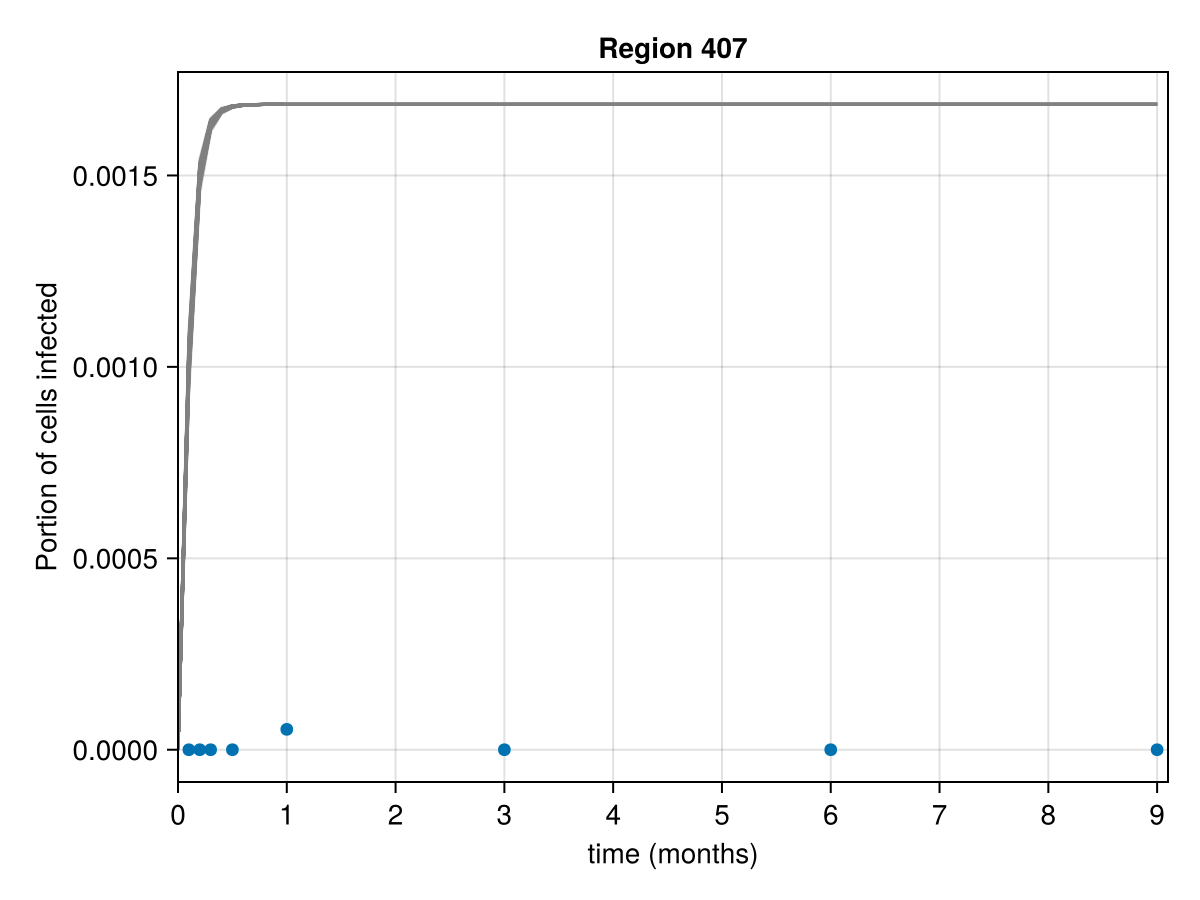 Region 407
Portion of cells infected
0.0015
0.0010
0.0005
0.0000
0 1 2 3 4 5 6 7 8 9
time (months)